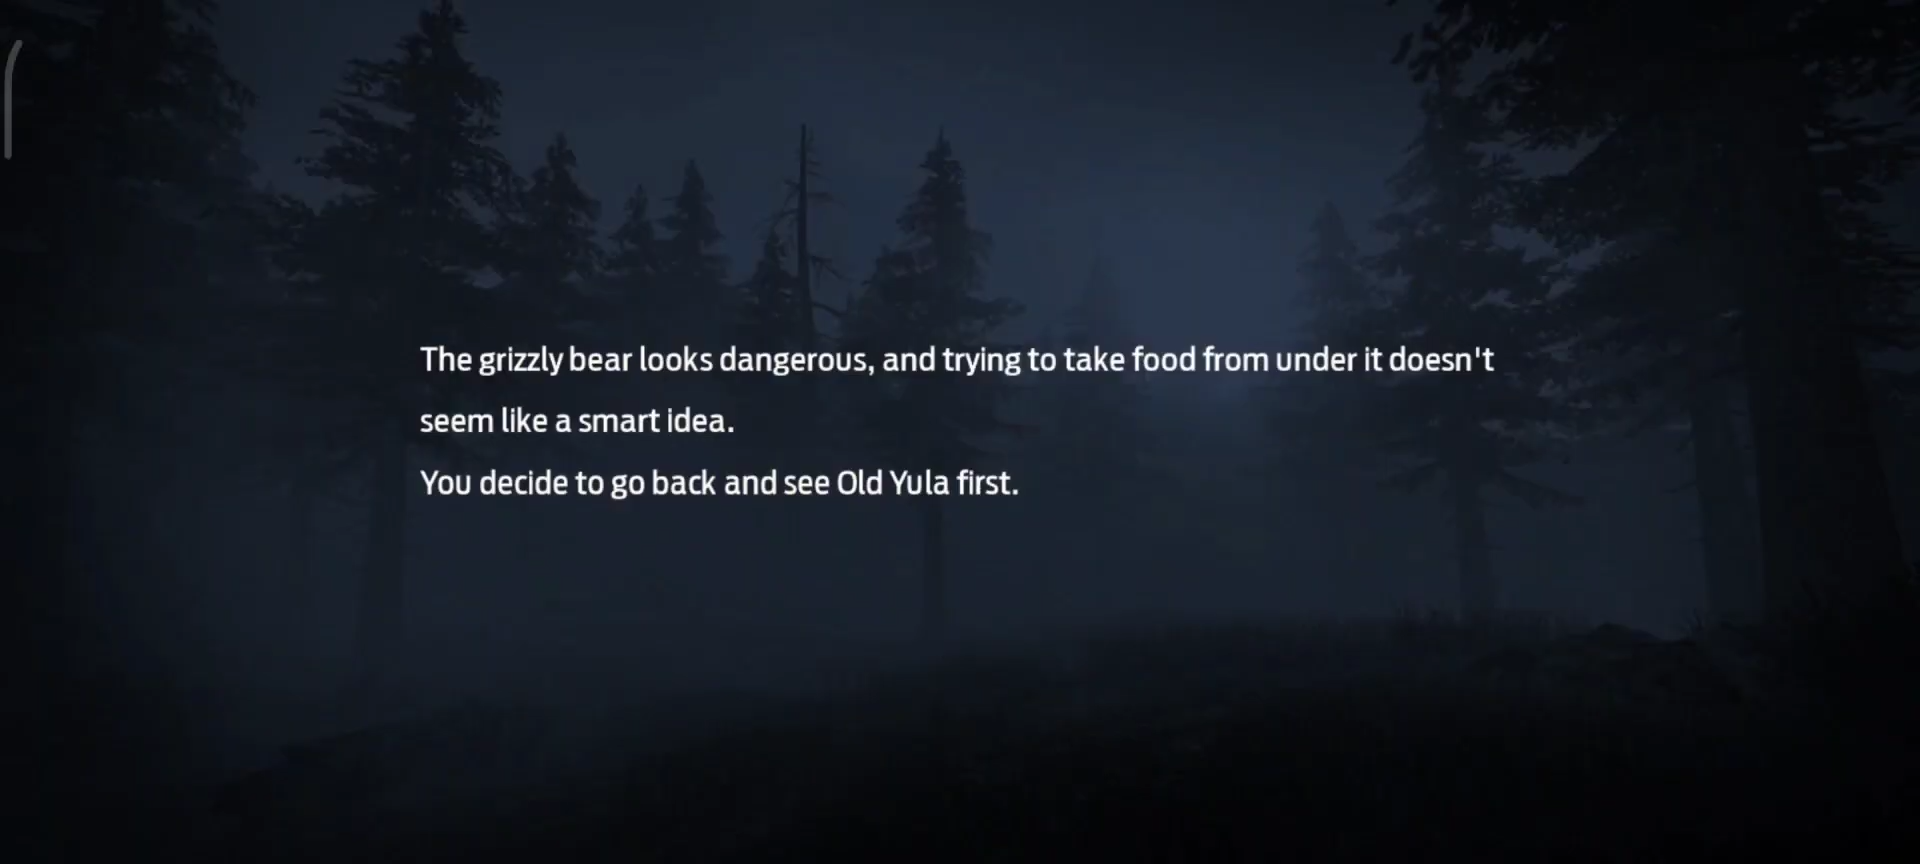 The grizzly bear looks dangerous, and trying to take food from under it doesn't
seem like a smart idea.
You decide to go back and see Old Yula first.